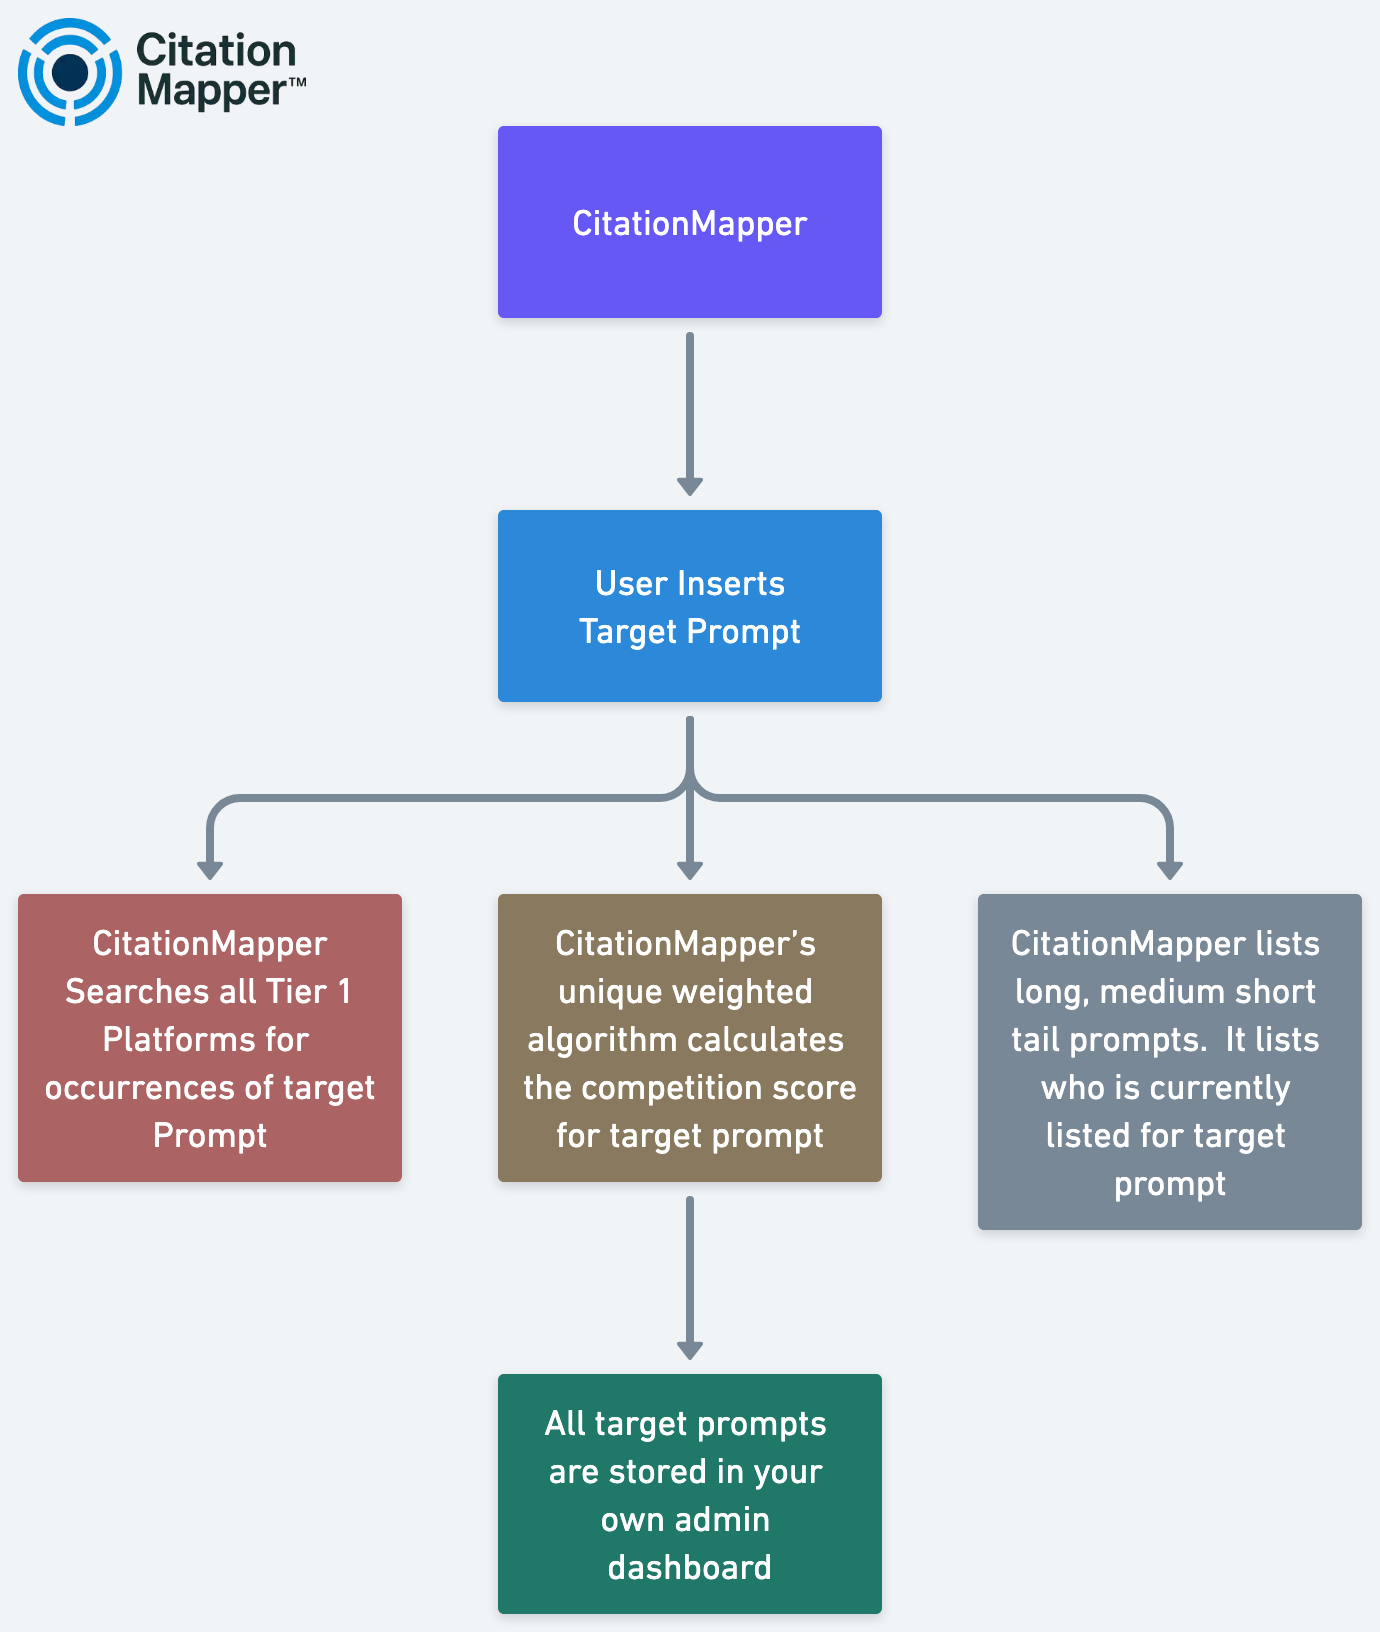 Citation
Mapper™
CitationMapper
User Inserts
Target Prompt
CitationMapper
Searches all Tier 1
Platforms for
occurrences of target
Prompt
CitationMapper’s
unique weighted
algorithm calculates
the competition score
for target prompt
CitationMapper lists
long, medium short
tail prompts.  It lists
who is currently
listed for target
prompt
All target prompts
are stored in your
own admin
dashboard